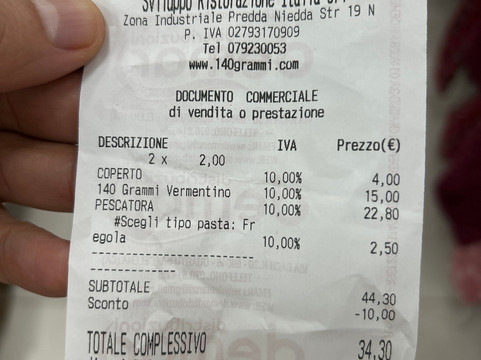 Sviluppo Ristorazione Italia
Zona Industriale Predda Niedda Str 19 N
P. IVA 02793170909
Tel 079230053
www.140grammi.com
DOCUMENTO COMMERCIALE
di vendita o prestazione
DESCRIZIONE IVA Prezzo(€)
2 x 2,00
COPERTO 10,00% 4,00
140 Grammi Vermentino 10,00% 15,00
PESCATORA 10,00% 22,80
#Scegli tipo pasta: Fr
egola 10,00% 2,50
SUBTOTALE 44,30
Sconto -10,00
TOTALE COMPLESSIVO 34,30